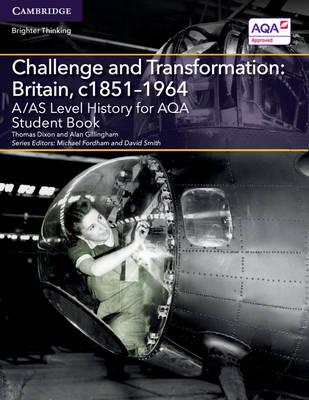 CAMBRIDGE
Brighter Thinking
AQA
Approved
Challenge and Transformation:
Britain, c1851–1964
A/AS Level History for AQA
Student Book
Thomas Dixon and Alan Gillingham
Series Editors: Michael Fordham and David Smith